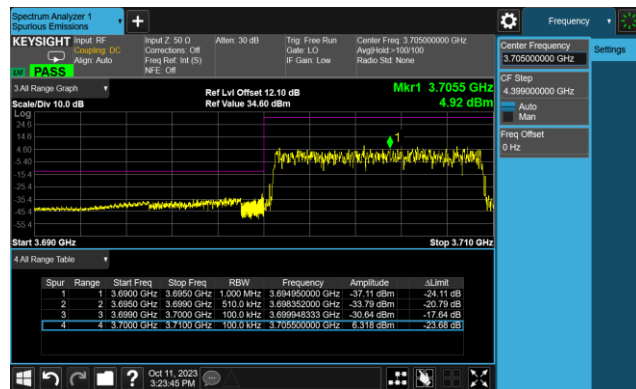 Spectrum Analyzer 1
Spurious Emissions
Frequency
KEYSIGHT
Input: RF
Coupling: DC
Align: Auto
Input Z: 50 Ω
Corrections: Off
Freq Ref: Int (S)
NFE: Off
Atten: 30 dB
Trig: Free Run
Gate: LO
IF Gain: Low
Center Freq: 3.705000000 GHz
Avg|Hold:>100/100
Radio Std: None
PASS
Center Frequency
3.705000000 GHz
Settings
CF Step
4.399000000 GHz
Auto
Man
Freq Offset
0 Hz
3 All Range Graph
Scale/Div 10.0 dB
Ref Lvl Offset 12.10 dB
Ref Value 34.60 dBm
Mkr1 3.7055 GHz
4.92 dBm
Log
24.6
14.6
4.60
-5.40
-15.4
-25.4
-35.4
-45.4
-55.4
1
Start 3.690 GHz
Stop 3.710 GHz
4 All Range Table
Spur Range Start Freq Stop Freq RBW Frequency Amplitude ΔLimit
1 1 3.6900 GHz 3.6950 GHz 1.000 MHz 3.694950000 GHz -37.11 dBm -24.11 dB
2 2 3.6950 GHz 3.6990 GHz 510.0 kHz 3.698352000 GHz -33.79 dBm -20.79 dB
3 3 3.6990 GHz 3.7000 GHz 100.0 kHz 3.699948333 GHz -30.64 dBm -17.64 dB
4 4 3.7000 GHz 3.7100 GHz 100.0 kHz 3.705500000 GHz 6.318 dBm -23.68 dB
?
Oct 11, 2023
3:23:45 PM